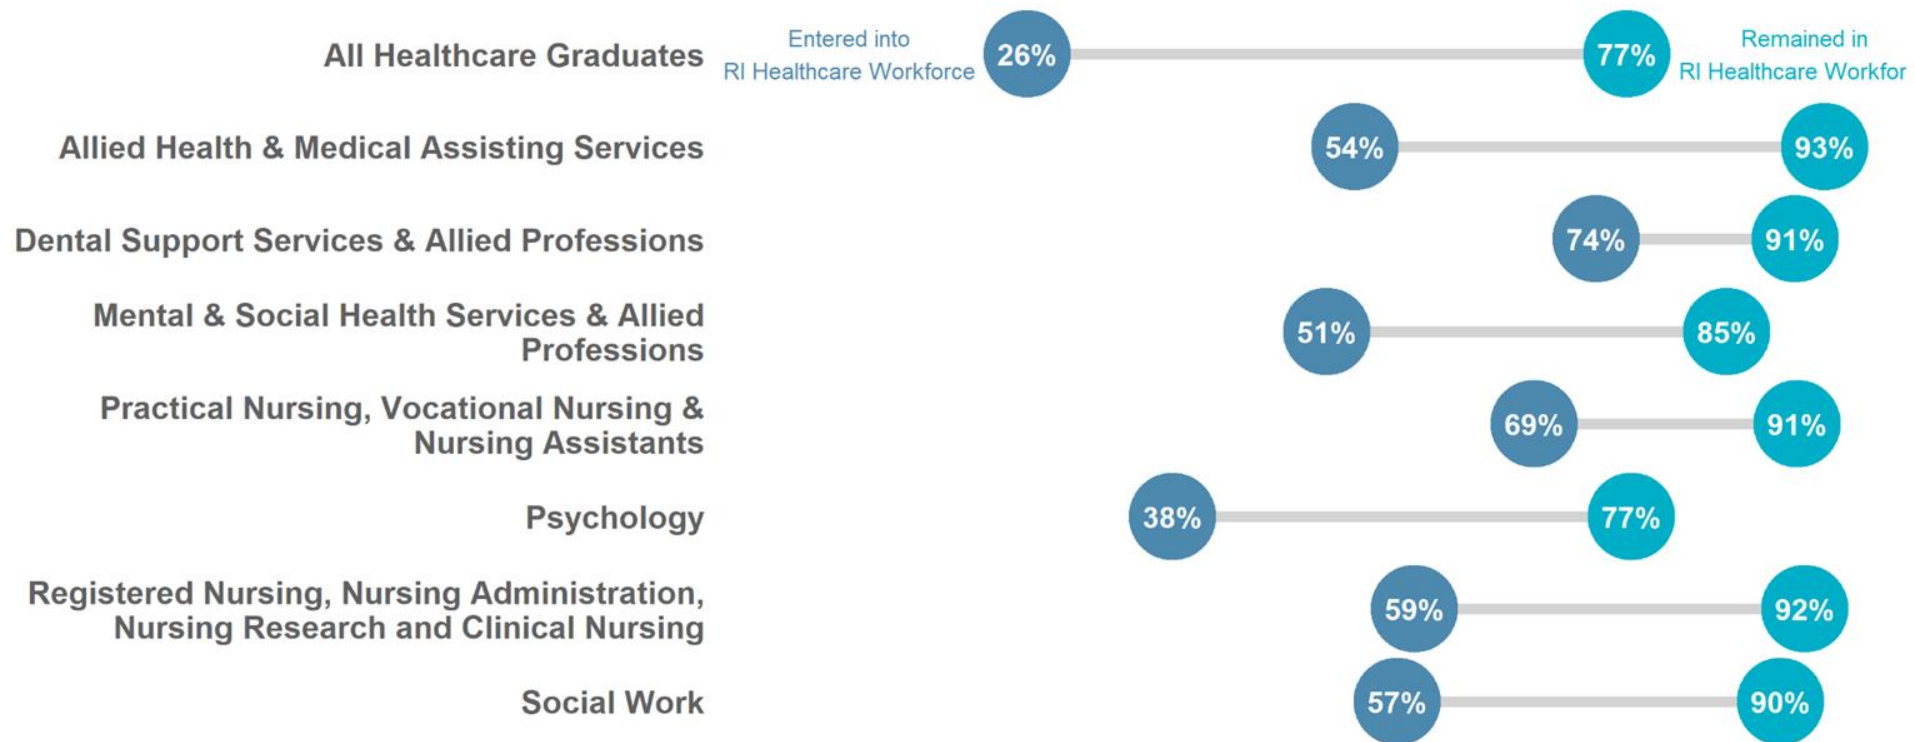 All Healthcare Graduates
Entered into
RI Healthcare Workforce
26%
77%
Remained in
RI Healthcare Workfor
Allied Health & Medical Assisting Services
54%
93%
Dental Support Services & Allied Professions
74%
91%
Mental & Social Health Services & Allied
Professions
51%
85%
Practical Nursing, Vocational Nursing &
Nursing Assistants
69%
91%
Psychology
38%
77%
Registered Nursing, Nursing Administration,
Nursing Research and Clinical Nursing
59%
92%
Social Work
57%
90%